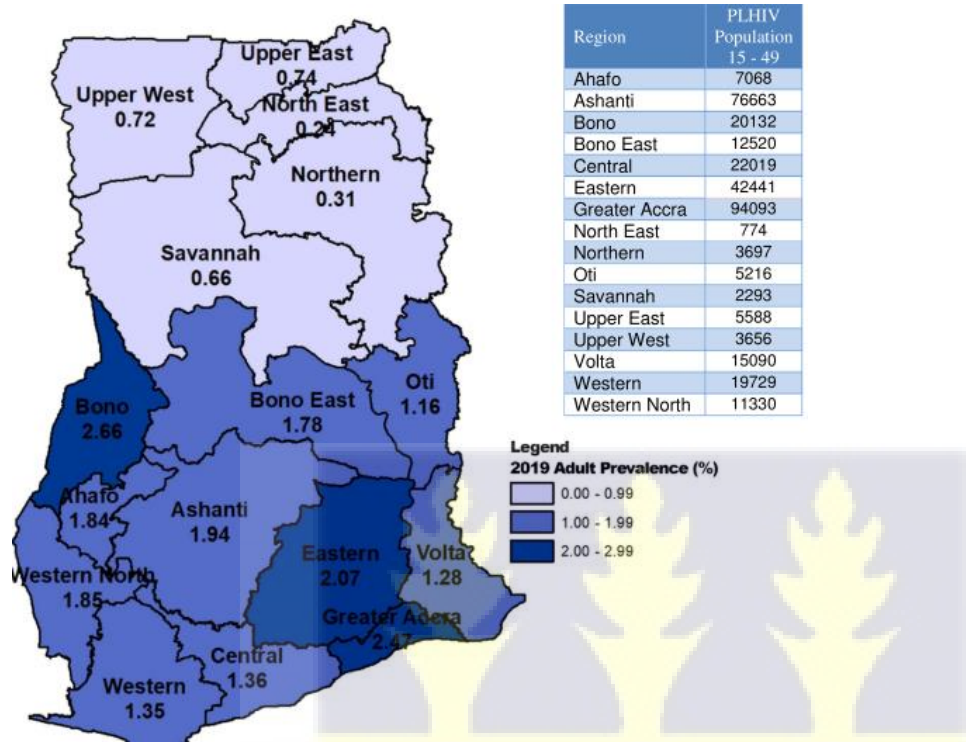 Upper East
0.74
Upper West
0.72
North East
0.24
Northern
0.31
Savannah
0.66
Bono
2.66
Bono East
1.78
Oti
1.16
Ahafo
1.84
Ashanti
1.94
Western North
1.85
Eastern
2.07
Volta
1.28
Greater Accra
2.47
Central
1.36
Western
1.35
Region PLHIV Population 15 - 49
Ahafo 7068
Ashanti 76663
Bono 20132
Bono East 12520
Central 22019
Eastern 42441
Greater Accra 94093
North East 774
Northern 3697
Oti 5216
Savannah 2293
Upper East 5588
Upper West 3656
Volta 15090
Western 19729
Western North 11330
Legend
2019 Adult Prevalence (%)
0.00 - 0.99
1.00 - 1.99
2.00 - 2.99